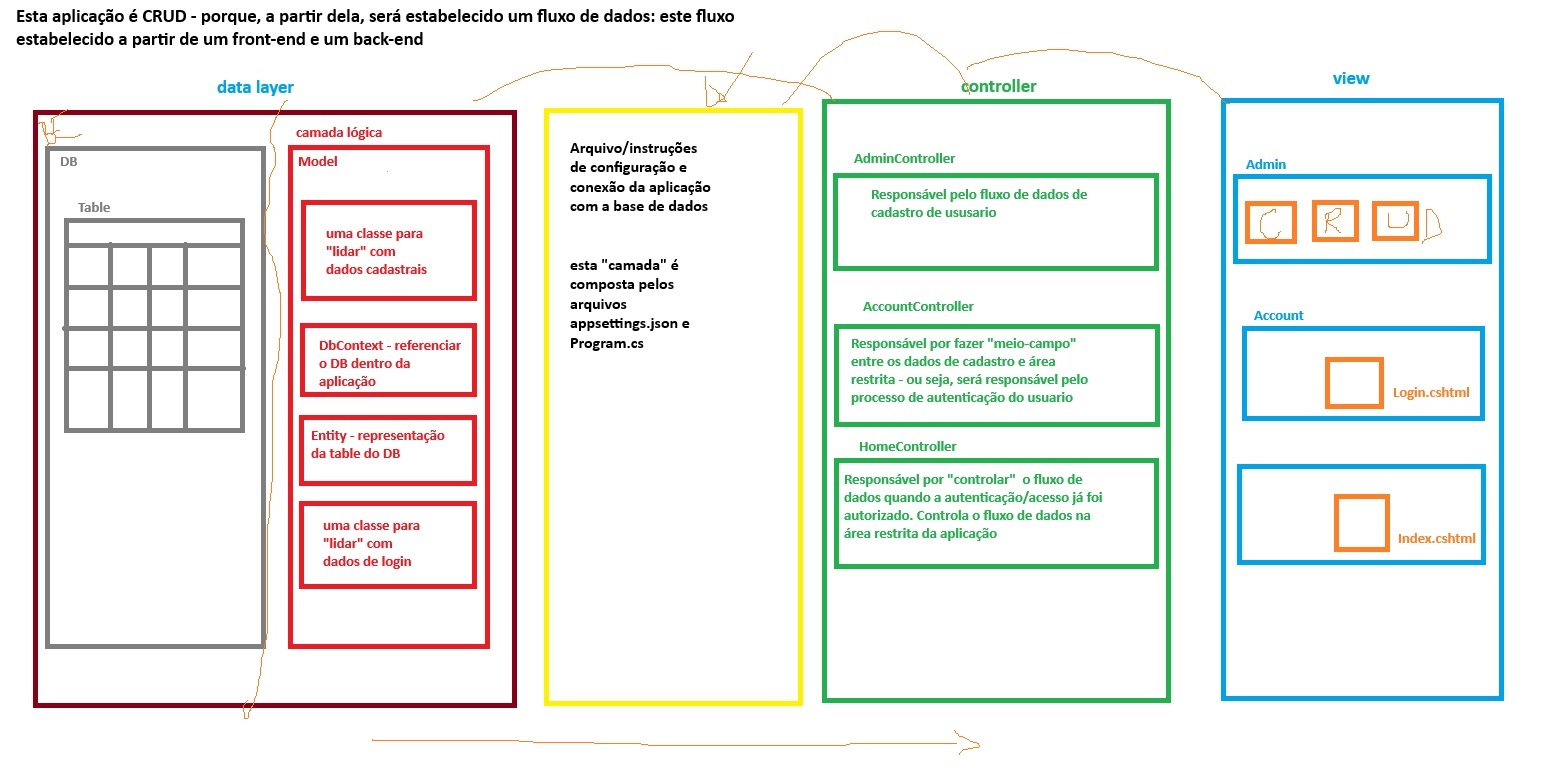 Esta aplicação é CRUD - porque, a partir dela, será estabelecido um fluxo de dados: este fluxo
estabelecido a partir de um front-end e um back-end
data layer
camada lógica
DB
Table
Model
uma classe para
"lidar" com
dados cadastrais
DbContext - referenciar
o DB dentro da
aplicação
Entity - representação
da table do DB
uma classe para
"lidar" com
dados de login
Arquivo/instruções
de configuração e
conexão da aplicação
com a base de dados
esta "camada" é
composta pelos
arquivos
appsettings.json e
Program.cs
controller
AdminController
Responsável pelo fluxo de dados de
cadastro de ususario
AccountController
Responsável por fazer "meio-campo"
entre os dados de cadastro e área
restrita - ou seja, será responsável pelo
processo de autenticação do usuario
HomeController
Responsável por "controlar" o fluxo de
dados quando a autenticação/acesso já foi
autorizado. Controla o fluxo de dados na
área restrita da aplicação
view
Admin
C R U D
Account
Login.cshtml
Index.cshtml